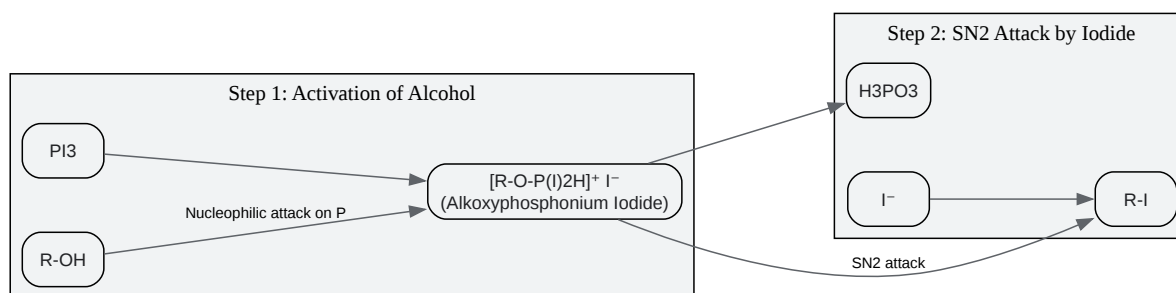 Step 1: Activation of Alcohol
PI3
R-OH
Nucleophilic attack on P
[R-O-P(I)2H]⁺ I⁻
(Alkoxyphosphonium Iodide)
Step 2: SN2 Attack by Iodide
H3PO3
I⁻
R-I
SN2 attack